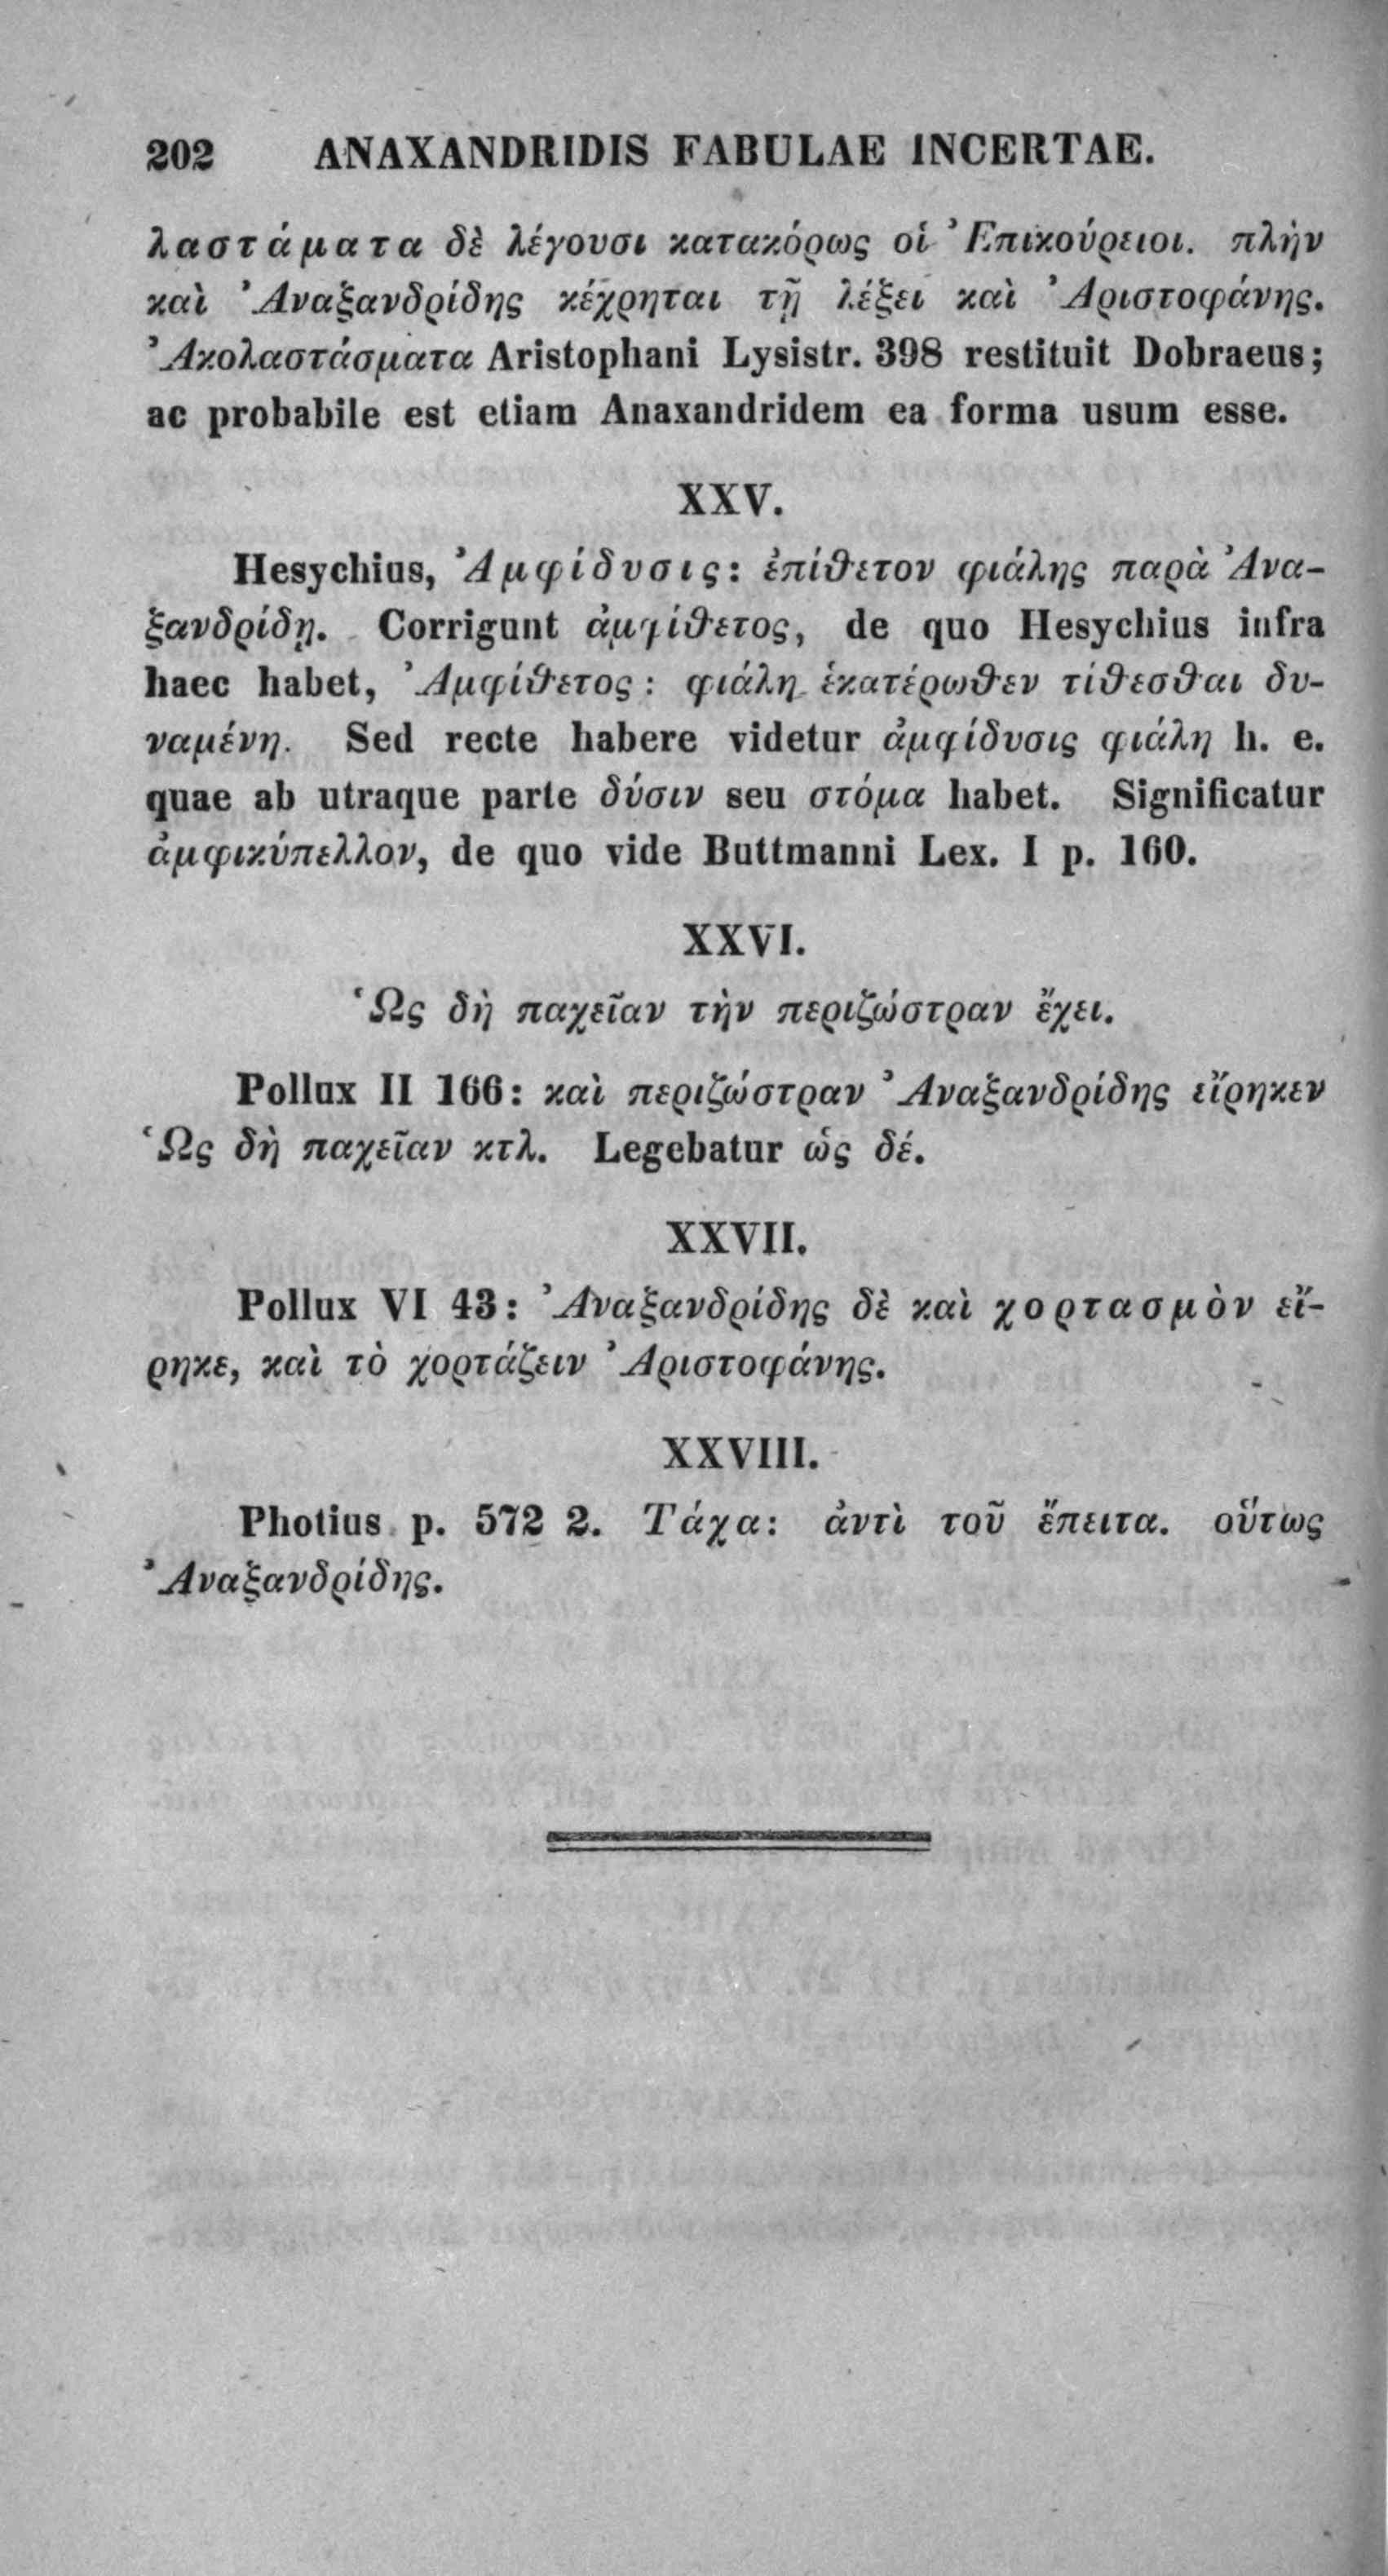 202 ANAXANDRIDIS FABULAE INCERTAE.
λαστάματα δὲ λέγουσι κατακόρως οἱ Ἐπικούρειοι. πλὴν
καὶ Ἀναξανδρίδης κέχρηται τῇ λέξει καὶ Ἀριστοφάνης.
Ἀκολαστάσματα Aristophani Lysistr. 398 restituit Dobraeus;
ac probabile est etiam Anaxandridem ea forma usum esse.
XXV.
Hesychius, Ἀμφίδυσις: ἐπίθετον φιάλης παρὰ Ἀνα-
ξανδρίδῃ. Corrigunt ἀμφίθετος, de quo Hesychius infra
haec habet, Ἀμφίθετος: φιάλη ἑκατέρωθεν τίθεσθαι δυ-
ναμένη. Sed recte habere videtur ἀμφίδυσις φιάλη h. e.
quae ab utraque parte δύσιν seu στόμα habet. Significatur
ἀμφικύπελλον, de quo vide Buttmanni Lex. I p. 160.
XXVI.
Ὡς δὴ παχεῖαν τὴν περιζώστραν ἔχει.
Pollux II 166: καὶ περιζώστραν Ἀναξανδρίδης εἴρηκεν
Ὡς δὴ παχεῖαν κτλ. Legebatur ὡς δέ.
XXVII.
Pollux VI 43: Ἀναξανδρίδης δὲ καὶ χορτασμὸν εἴ-
ρηκε, καὶ τὸ χορτάζειν Ἀριστοφάνης.
XXVIII.
Photius p. 572 2. Τάχα: ἀντὶ τοῦ ἔπειτα. οὕτως
Ἀναξανδρίδης.